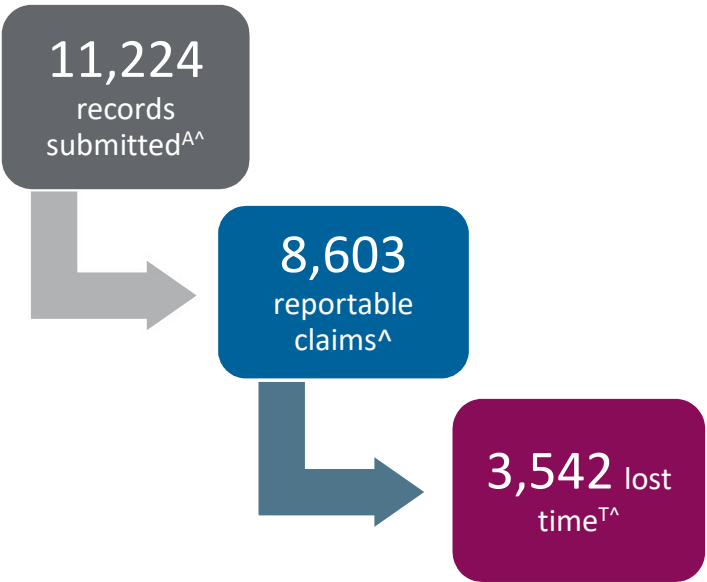 11,224
records
submittedᴬ^
8,603
reportable
claims^
3,542 lost
timeᵀ^